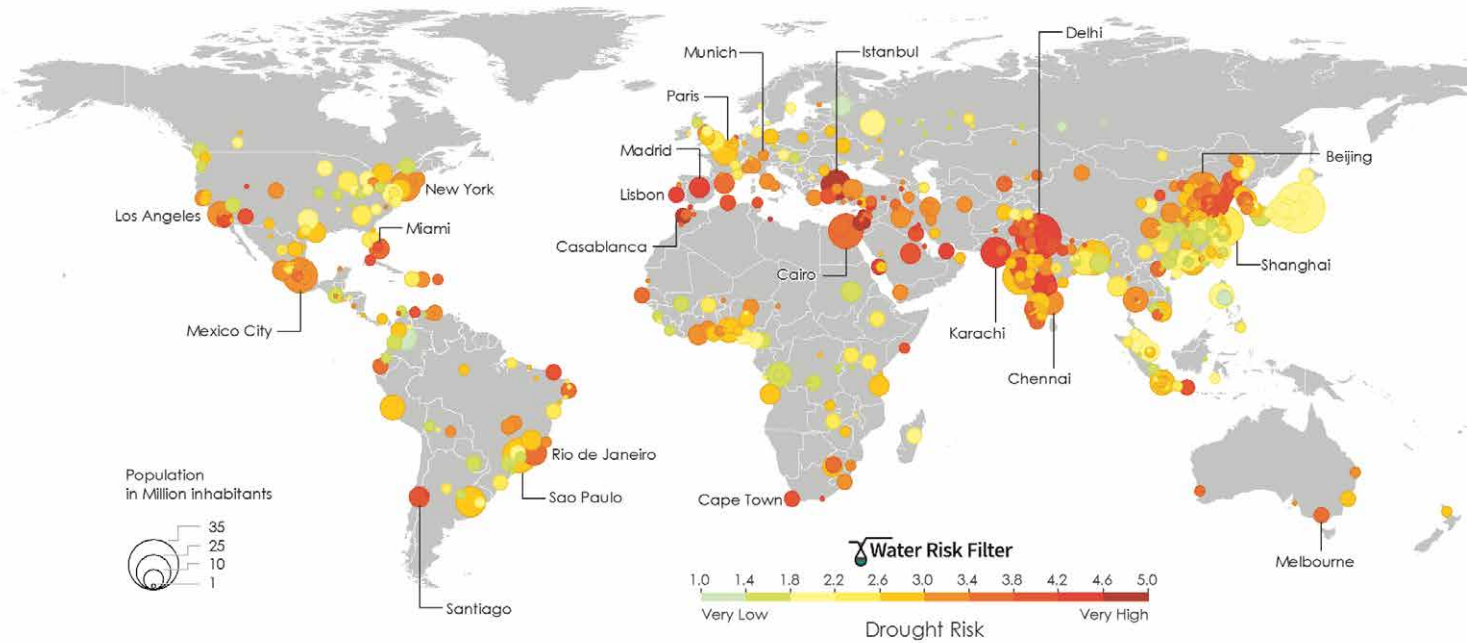 Delhi
Munich
Istanbul
Paris
Madrid
Beijing
Lisbon
New York
Los Angeles
Miami
Casablanca
Cairo
Shanghai
Mexico City
Karachi
Chennai
Rio de Janeiro
Sao Paulo
Cape Town
Santiago
Melbourne
Population
in Million inhabitants
35
25
10
1
Water Risk Filter
1.0 1.4 1.8 2.2 2.6 3.0 3.4 3.8 4.2 4.6 5.0
Very Low Very High
Drought Risk